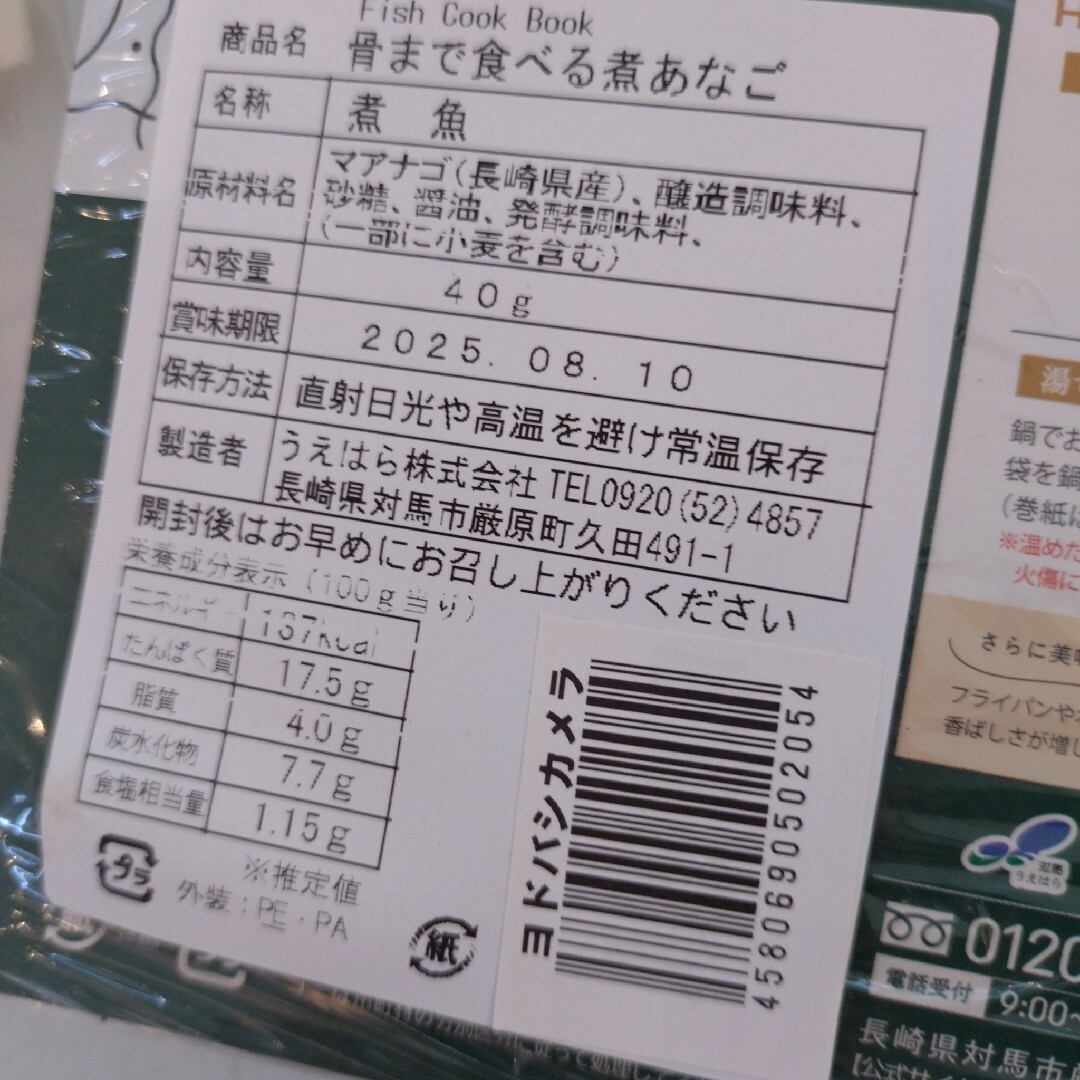 Fish Cook Book
商品名 骨まで食べる煮あなご
名称 煮 魚
原材料名 マアナゴ(長崎県産)、醸造調味料、
砂糖、醤油、発酵調味料、
(一部に小麦を含む)
内容量 40g
賞味期限 2025. 08. 10
保存方法 直射日光や高温を避け常温保存
製造者 うえはら株式会社 TEL0920(52)4857
長崎県対馬市厳原町久田491-1
開封後はお早めにお召し上がりください
栄養成分表示 (100g当り)
エネルギー 137kcal
たんぱく質 17.5g
脂質 4.0g
炭水化物 7.7g
食塩相当量 1.15g
※推定値
プラ 外装:PE・PA
紙
ヨドバシカメラ
4580690502054
湯
鍋でお
袋を鍋
(巻紙に
※温めた
火傷に
さらに美味
フライパンや
香ばしさが増し
対馬
うえはら
0120
電話受付 9:00~
長崎県対馬市
【公式サイ